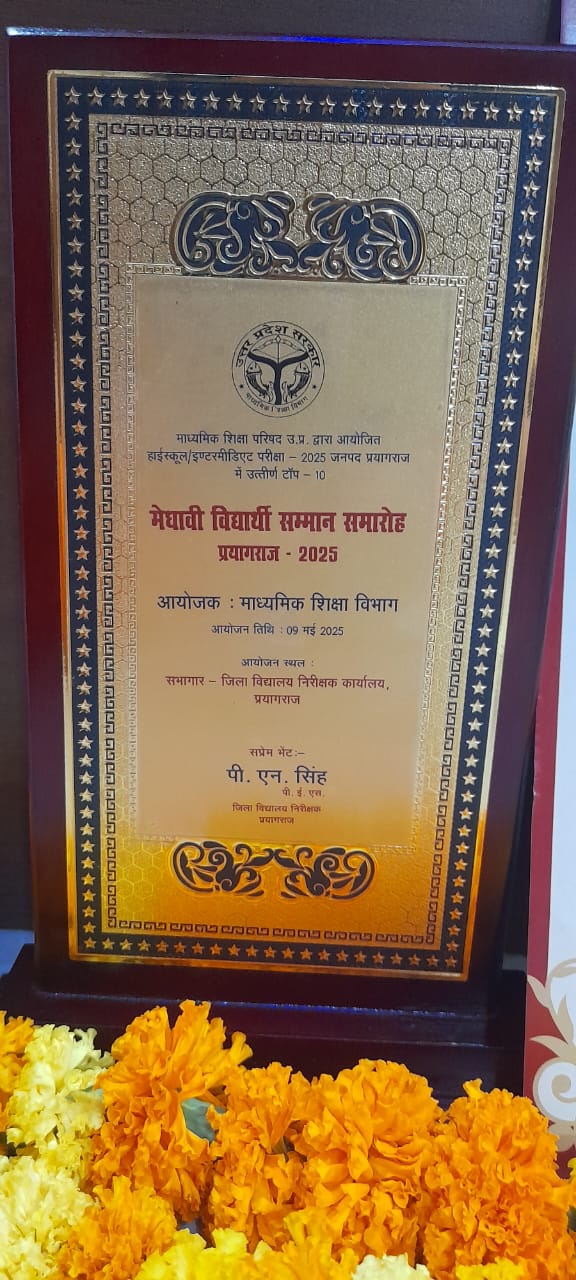 उत्तर प्रदेश सरकार
माध्यमिक शिक्षा विभाग
माध्यमिक शिक्षा परिषद उ.प्र. द्वारा आयोजित
हाईस्कूल/इण्टरमीडिएट परीक्षा – 2025 जनपद प्रयागराज
में उत्तीर्ण टॉप – 10
मेधावी विद्यार्थी सम्मान समारोह
प्रयागराज - 2025
आयोजक : माध्यमिक शिक्षा विभाग
आयोजन तिथि : 09 मई 2025
आयोजन स्थल :
सभागार – जिला विद्यालय निरीक्षक कार्यालय,
प्रयागराज
सप्रेम भेंट:–
पी. एन. सिंह
पी. ई. एस.
जिला विद्यालय निरीक्षक
प्रयागराज